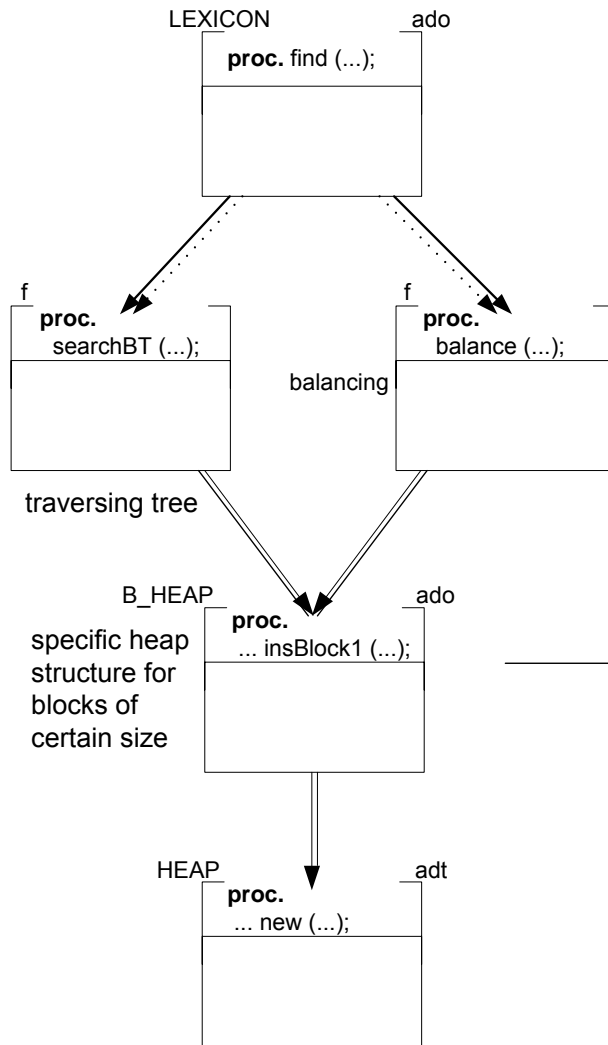 LEXICON
ado
proc. find (...);
f
proc.
searchBT (...);
f
proc.
balance (...);
balancing
traversing tree
B_HEAP
ado
proc.
... insBlock1 (...);
specific heap
structure for
blocks of
certain size
HEAP
adt
proc.
... new (...);